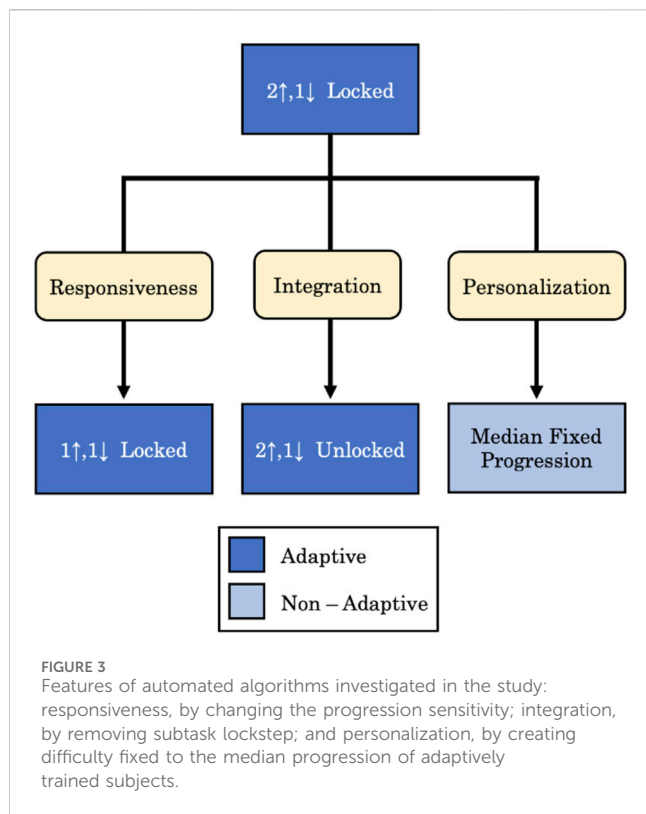 2↑,1↓ Locked
Responsiveness
Integration
Personalization
1↑,1↓ Locked
2↑,1↓ Unlocked
Median Fixed
Progression
Adaptive
Non – Adaptive
FIGURE 3
Features of automated algorithms investigated in the study:
responsiveness, by changing the progression sensitivity; integration,
by removing subtask lockstep; and personalization, by creating
difficulty fixed to the median progression of adaptively
trained subjects.